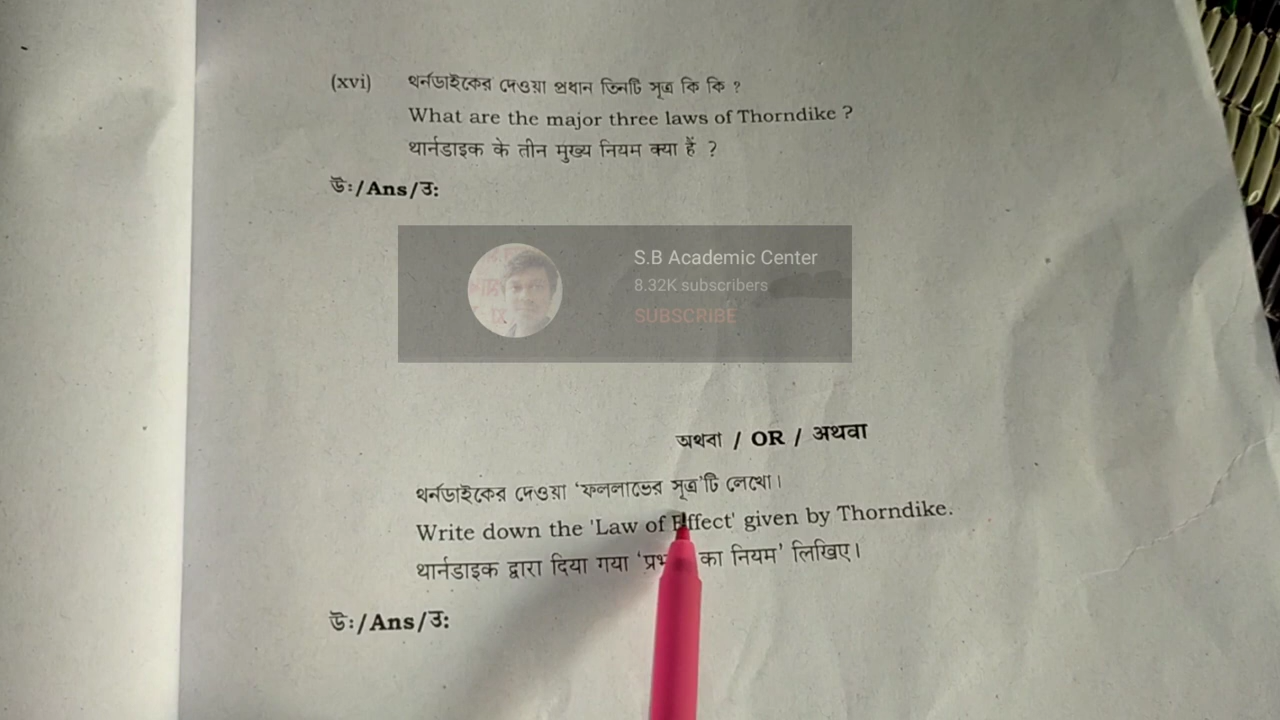 (xvi) থর্নডাইকের দেওয়া প্রধান তিনটি সূত্র কি কি ?
What are the major three laws of Thorndike ?
थार्नडाइक के तीन मुख्य नियम क्या हैं ?
উঃ/Ans/उ:
S.B Academic Center
8.32K subscribers
SUBSCRIBE
অথবা / OR / अथवा
থর্নডাইকের দেওয়া ‘ফললাভের সূত্র’টি লেখো।
Write down the 'Law of Effect' given by Thorndike.
थार्नडाइक द्वारा दिया गया का नियम’ लिखिए।
উঃ/Ans/उ: